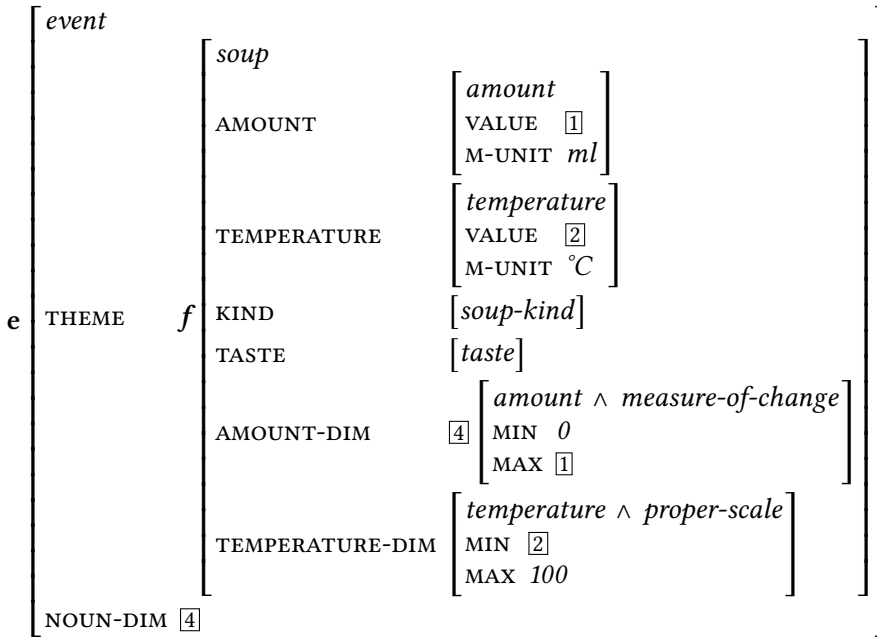 event
soup
amount
AMOUNT VALUE 1
M-UNIT ml
temperature
TEMPERATURE VALUE 2
M-UNIT °C
e THEME f KIND [soup-kind]
TASTE [taste]
amount ∧ measure-of-change
AMOUNT-DIM 4 MIN 0
MAX 1
temperature ∧ proper-scale
TEMPERATURE-DIM MIN 2
MAX 100
NOUN-DIM 4